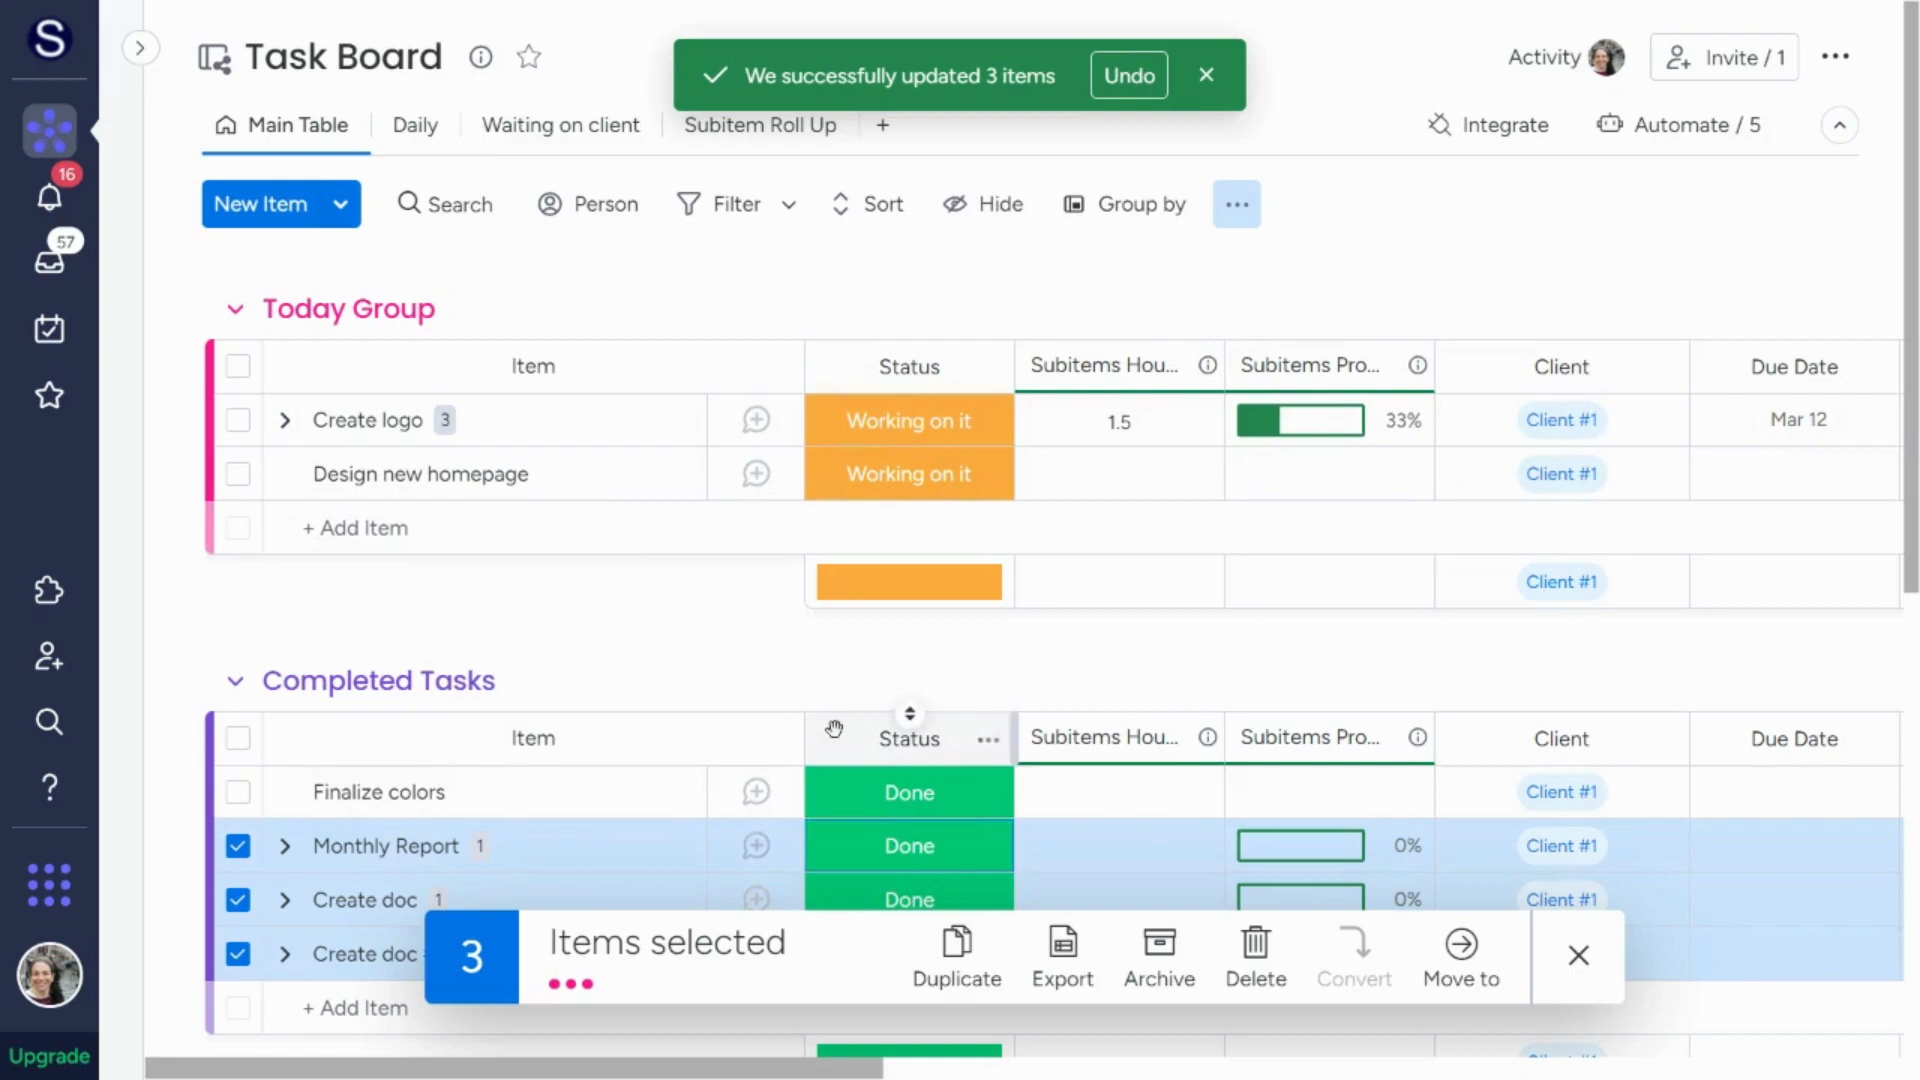 S
Task Board
We successfully updated 3 items
Undo
Activity
Invite / 1
Main Table
Daily
Waiting on client
Subitem Roll Up
Integrate
Automate / 5
16
57
New Item
Search
Person
Filter
Sort
Hide
Group by
Today Group
Item
Status
Subitems Hou...
Subitems Pro...
Client
Due Date
Create logo 3
Working on it
1.5
33%
Client #1
Mar 12
Design new homepage
Working on it
Client #1
+ Add Item
Client #1
Completed Tasks
Item
Status
Subitems Hou...
Subitems Pro...
Client
Due Date
Finalize colors
Done
Client #1
Monthly Report 1
Done
0%
Client #1
Create doc 1
Done
0%
Client #1
Create doc
3
Items selected
Duplicate
Export
Archive
Delete
Convert
Move to
+ Add Item
Upgrade